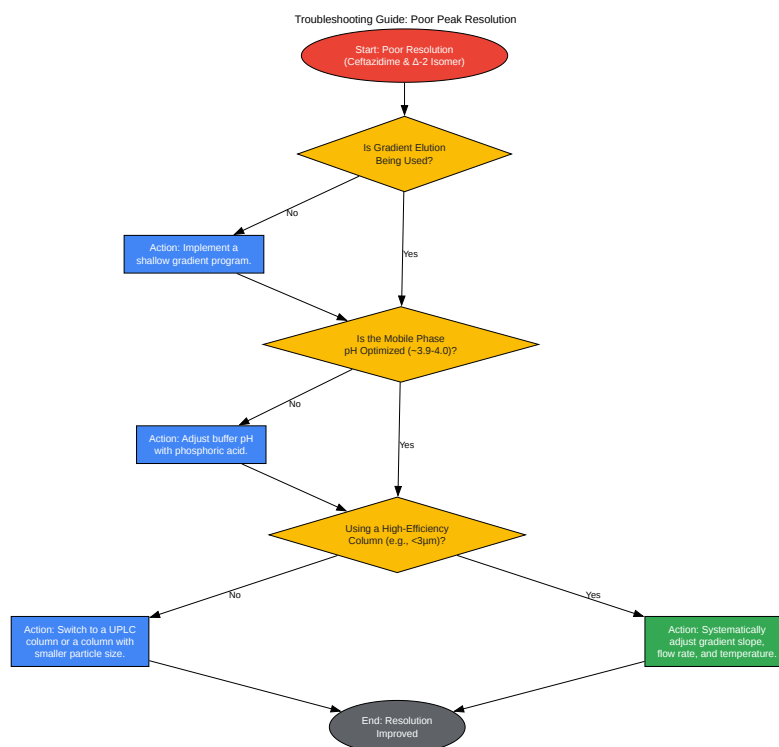 Troubleshooting Guide: Poor Peak Resolution
Start: Poor Resolution
(Ceftazidime & Δ-2 Isomer)
Is Gradient Elution
Being Used?
No
Yes
Action: Implement a
shallow gradient program.
Is the Mobile Phase
pH Optimized (~3.9-4.0)?
No
Yes
Action: Adjust buffer pH
with phosphoric acid.
Using a High-Efficiency
Column (e.g., <3µm)?
No
Yes
Action: Switch to a UPLC
column or a column with
smaller particle size.
Action: Systematically
adjust gradient slope,
flow rate, and temperature.
End: Resolution
Improved